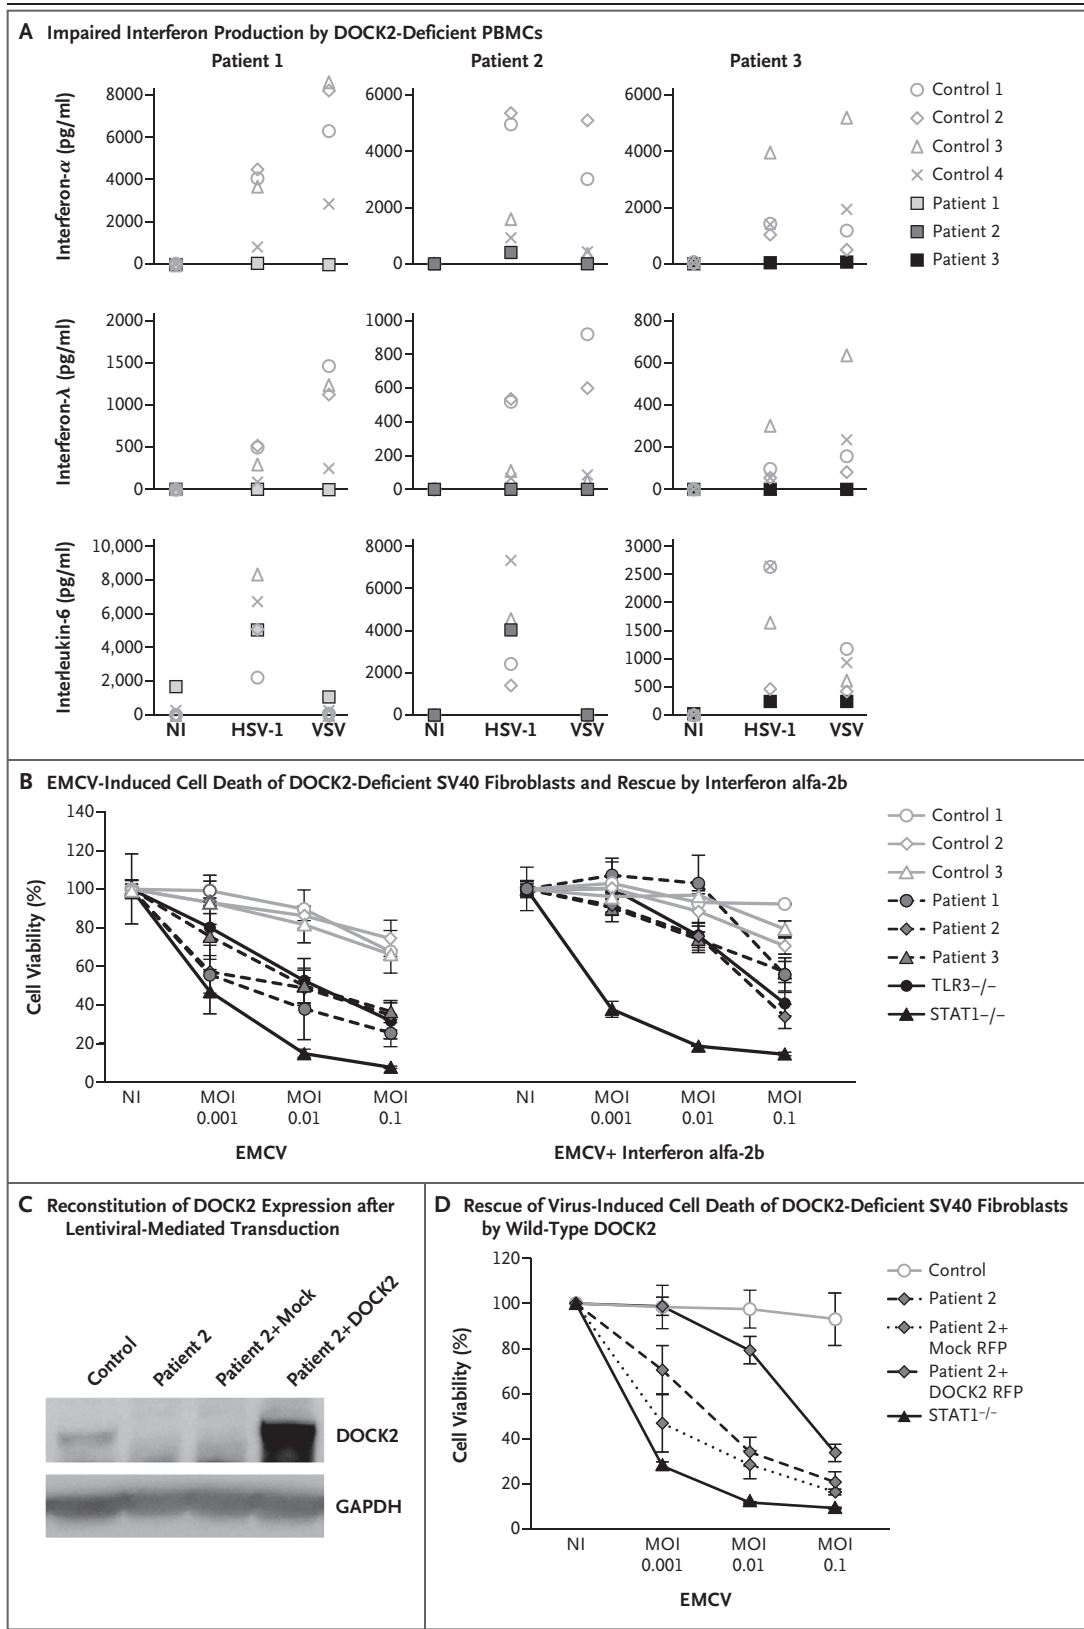 A Impaired Interferon Production by DOCK2-Deficient PBMCs
Patient 1
Patient 2
Patient 3
Interferon-α (pg/ml)
8000
6000
4000
2000
0
6000
4000
2000
0
6000
4000
2000
0
Control 1
Control 2
Control 3
Control 4
Patient 1
Patient 2
Patient 3
Interferon-λ (pg/ml)
2000
1500
1000
500
0
1000
800
600
400
200
0
800
600
400
200
0
Interleukin-6 (pg/ml)
10,000
8,000
6,000
4,000
2,000
0
8000
6000
4000
2000
0
3000
2500
2000
1500
1000
500
0
NI HSV-1 VSV
NI HSV-1 VSV
NI HSV-1 VSV
B EMCV-Induced Cell Death of DOCK2-Deficient SV40 Fibroblasts and Rescue by Interferon alfa-2b
Cell Viability (%)
140
120
100
80
60
40
20
0
NI MOI 0.001 MOI 0.01 MOI 0.1
EMCV
NI MOI 0.001 MOI 0.01 MOI 0.1
EMCV+ Interferon alfa-2b
Control 1
Control 2
Control 3
Patient 1
Patient 2
Patient 3
TLR3−/−
STAT1−/−
C Reconstitution of DOCK2 Expression after
Lentiviral-Mediated Transduction
Control
Patient 2
Patient 2+Mock
Patient 2+DOCK2
DOCK2
GAPDH
D Rescue of Virus-Induced Cell Death of DOCK2-Deficient SV40 Fibroblasts
by Wild-Type DOCK2
Cell Viability (%)
120
100
80
60
40
20
0
NI MOI 0.001 MOI 0.01 MOI 0.1
EMCV
Control
Patient 2
Patient 2+
Mock RFP
Patient 2+
DOCK2 RFP
STAT1−/−